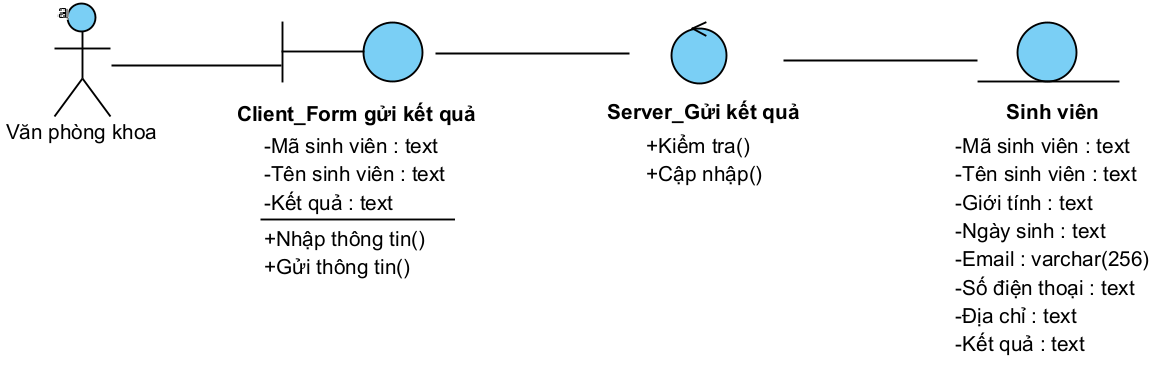 a
Văn phòng khoa
Client_Form gửi kết quả
-Mã sinh viên : text
-Tên sinh viên : text
-Kết quả : text
+Nhập thông tin()
+Gửi thông tin()
Server_Gửi kết quả
+Kiểm tra()
+Cập nhập()
Sinh viên
-Mã sinh viên : text
-Tên sinh viên : text
-Giới tính : text
-Ngày sinh : text
-Email : varchar(256)
-Số điện thoại : text
-Địa chỉ : text
-Kết quả : text